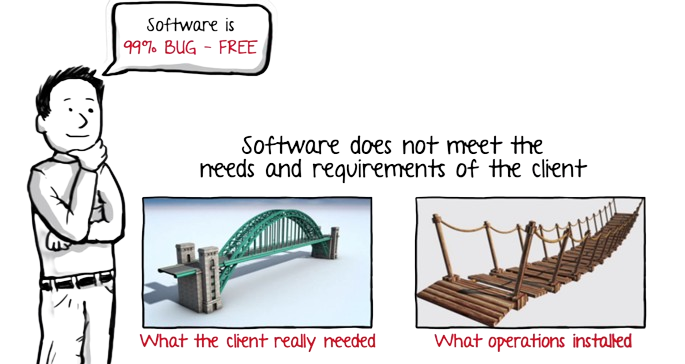 Software is
99% BUG - FREE
Software does not meet the
needs and requirements of the client
What the client really needed
What operations installed